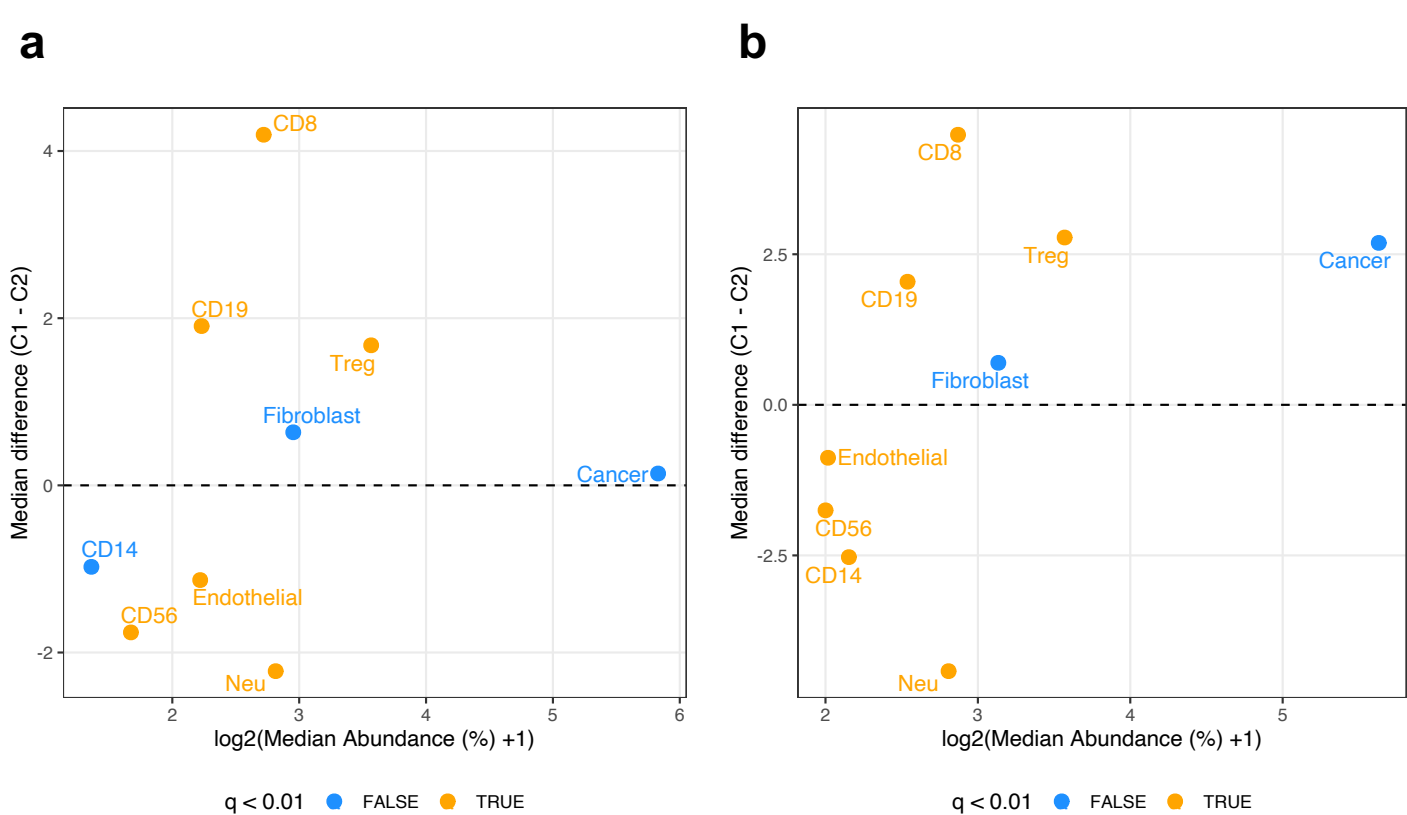 a
Median difference (C1 - C2)
4
2
0
-2
CD8
CD19
Treg
Fibroblast
Cancer
CD14
Endothelial
CD56
Neu
2 3 4 5 6
log2(Median Abundance (%) +1)
q < 0.01 FALSE TRUE
b
Median difference (C1 - C2)
2.5
0.0
-2.5
CD8
Treg
Cancer
CD19
Fibroblast
Endothelial
CD56
CD14
Neu
2 3 4 5
log2(Median Abundance (%) +1)
q < 0.01 FALSE TRUE